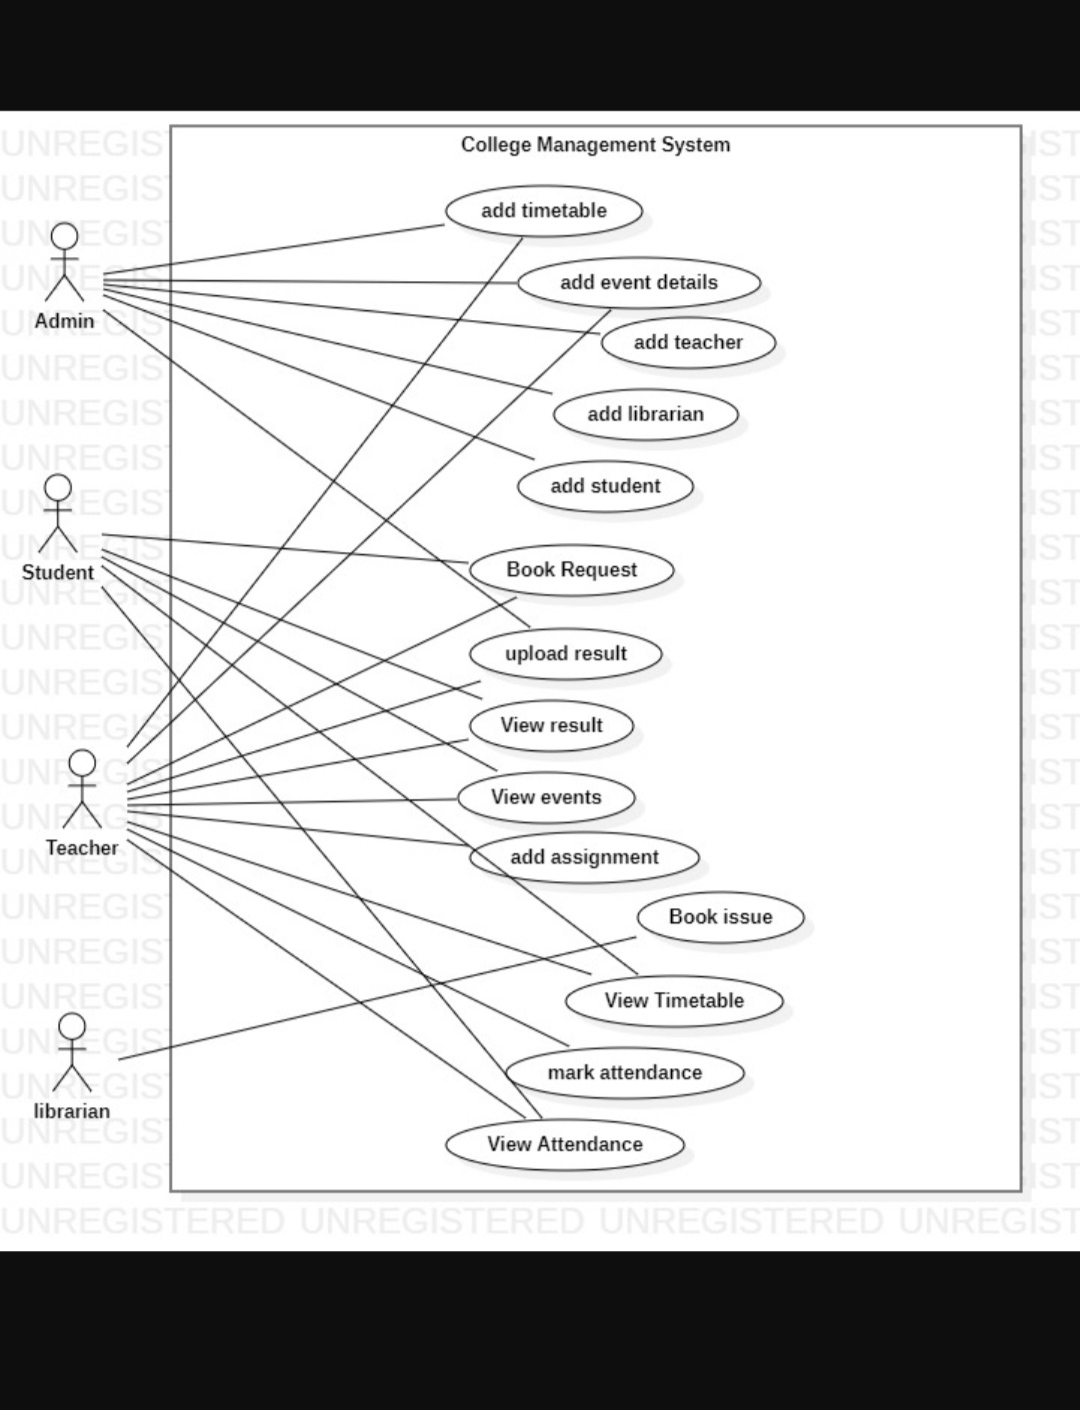 College Management System
add timetable
add event details
Admin
add teacher
add librarian
add student
Book Request
Student
upload result
View result
View events
Teacher
add assignment
Book issue
View Timetable
mark attendance
librarian
View Attendance
UNREGISTERED UNREGISTERED UNREGISTERED UNREGIST